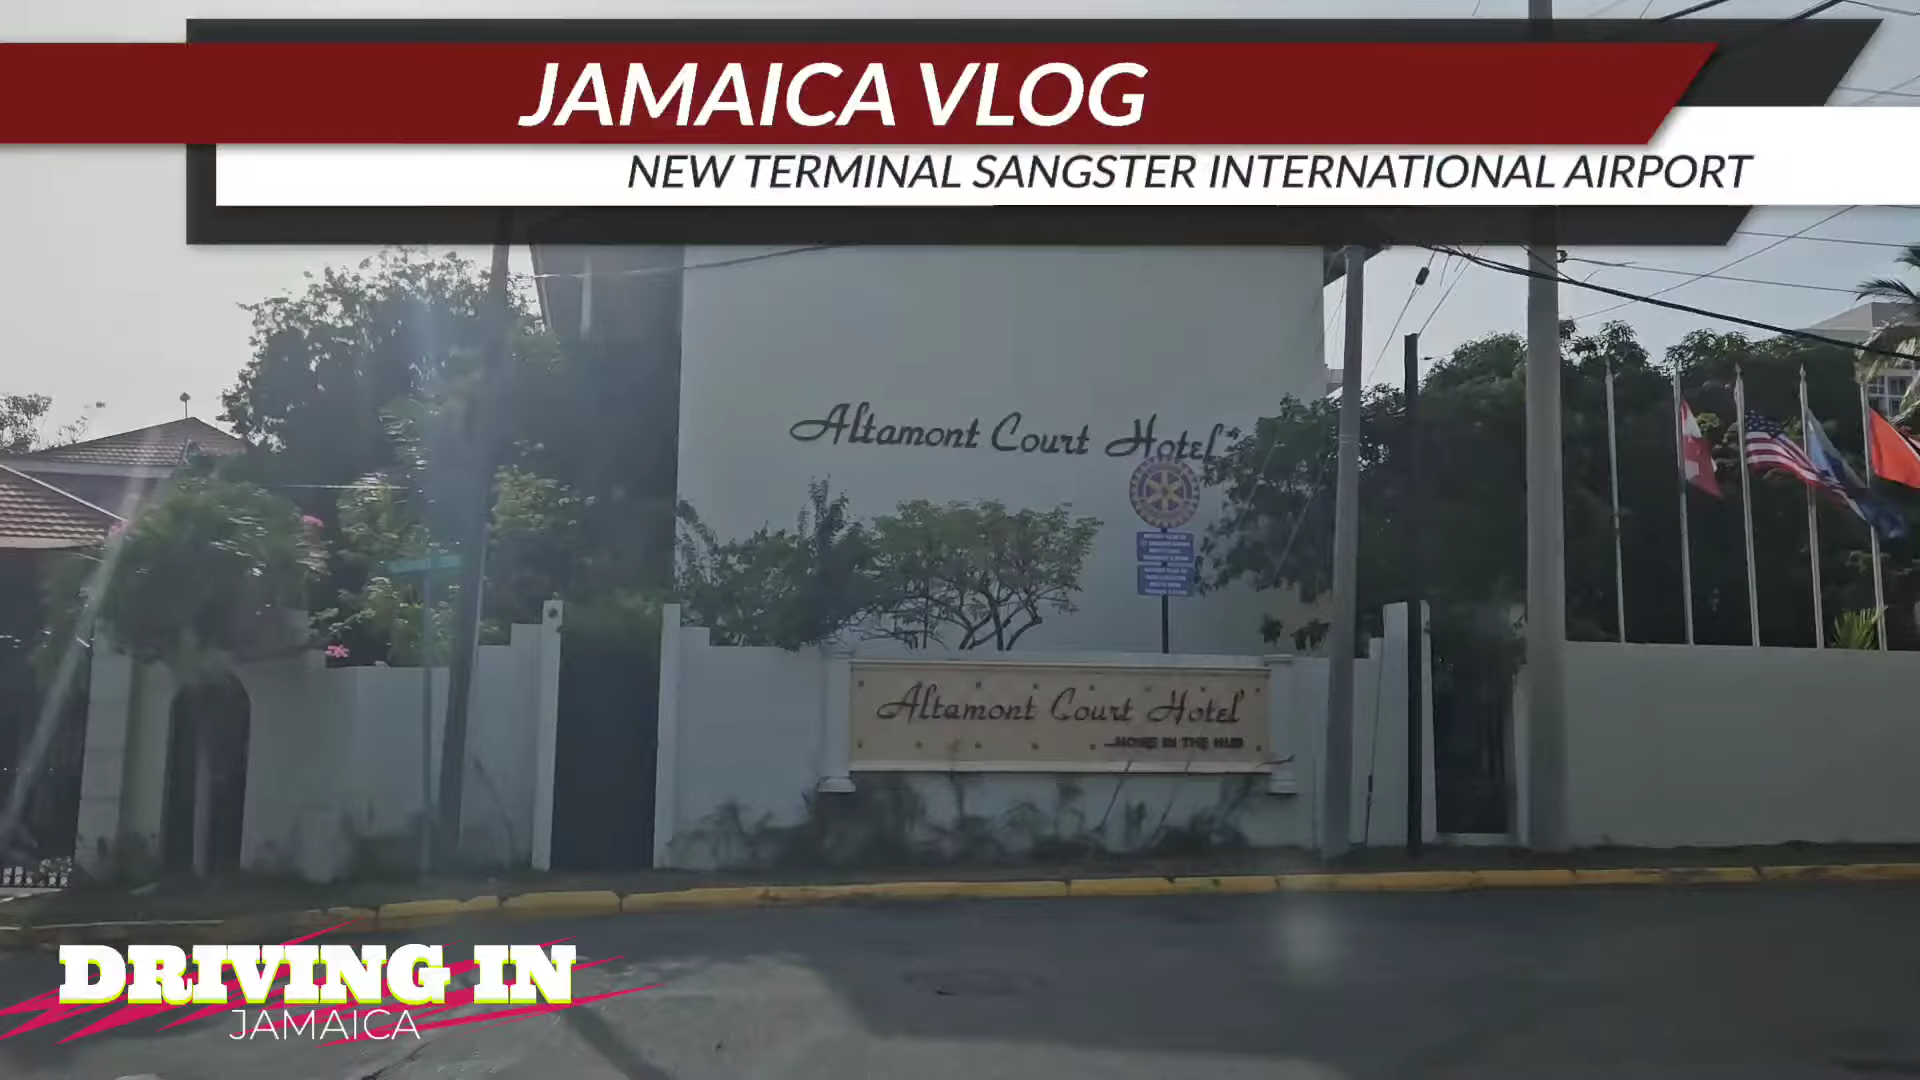 JAMAICA VLOG
NEW TERMINAL SANGSTER INTERNATIONAL AIRPORT
Altamont Court Hotel
Altamont Court Hotel
...HOME IN THE HUB
DRIVING IN
JAMAICA